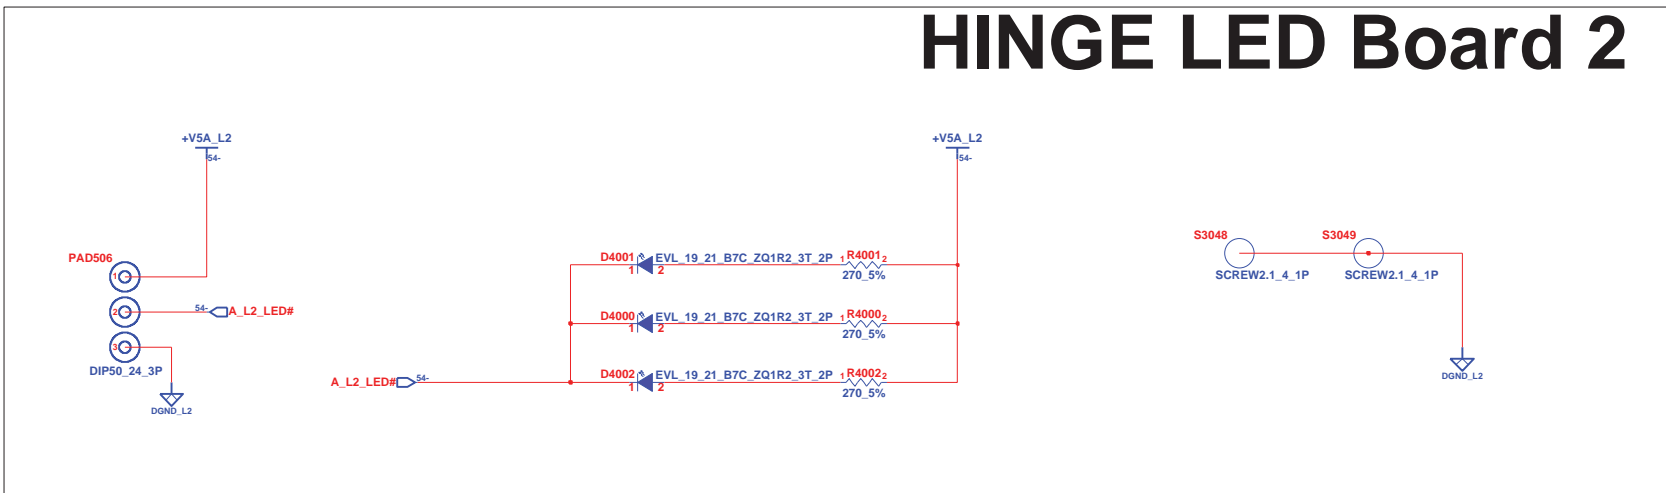 HINGE LED Board 2
+V5A_L2
54-
+V5A_L2
54-
PAD506
1
2
54-
A_L2_LED#
3
DIP50_24_3P
DGND_L2
A_L2_LED#
54-
D4001
1
2
EVL_19_21_B7C_ZQ1R2_3T_2P
1
R4001
2
270_5%
D4000
1
2
EVL_19_21_B7C_ZQ1R2_3T_2P
1
R4000
2
270_5%
D4002
1
2
EVL_19_21_B7C_ZQ1R2_3T_2P
1
R4002
2
270_5%
S3048
SCREW2.1_4_1P
S3049
SCREW2.1_4_1P
DGND_L2